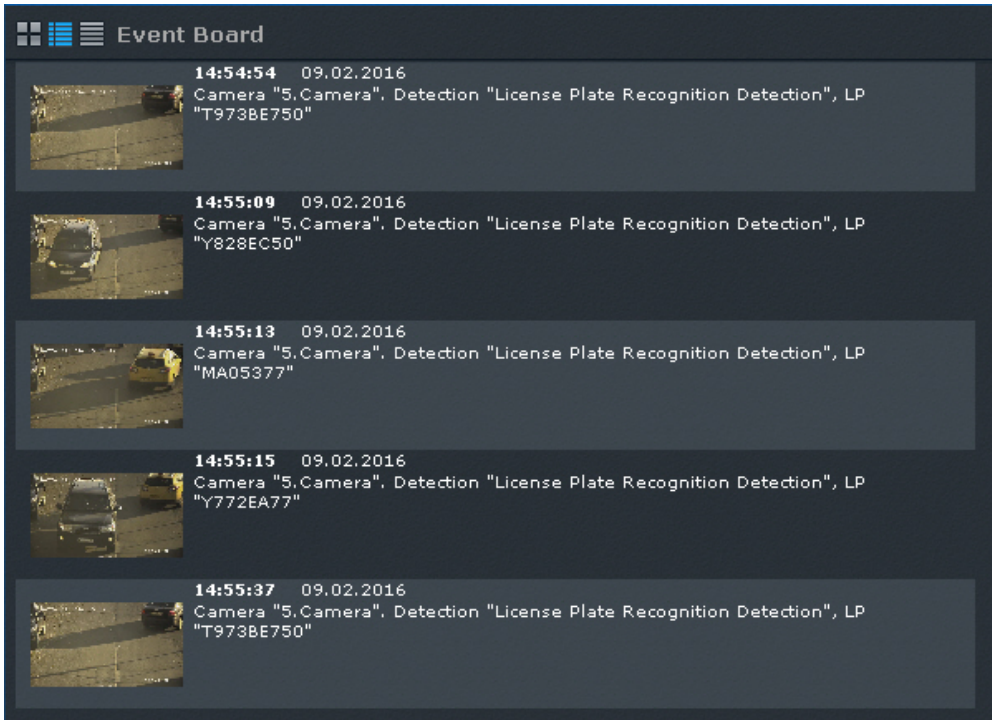 Event Board
14:54:54 09.02.2016
Camera "5.Camera". Detection "License Plate Recognition Detection", LP
"T973BE750"
14:55:09 09.02.2016
Camera "5.Camera". Detection "License Plate Recognition Detection", LP
"Y828EC50"
14:55:13 09.02.2016
Camera "5.Camera". Detection "License Plate Recognition Detection", LP
"MA05377"
14:55:15 09.02.2016
Camera "5.Camera". Detection "License Plate Recognition Detection", LP
"Y772EA77"
14:55:37 09.02.2016
Camera "5.Camera". Detection "License Plate Recognition Detection", LP
"T973BE750"